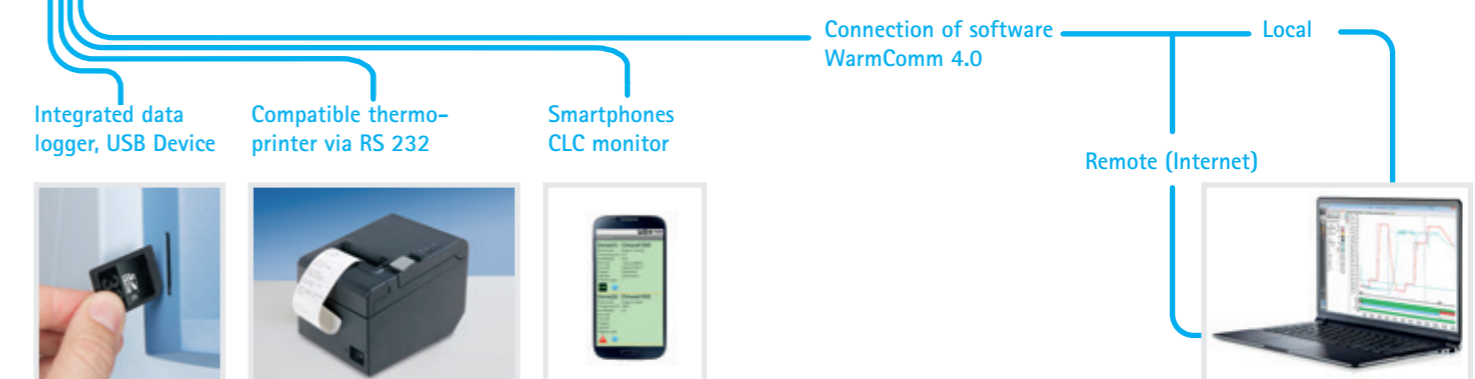 Connection of software
WarmComm 4.0
Local
Integrated data
logger, USB Device
Compatible thermo-
printer via RS 232
Smartphones
CLC monitor
Remote (Internet)